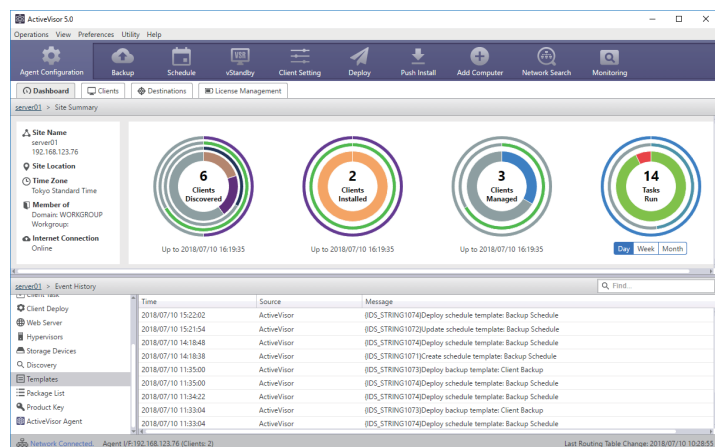 ActiveVisor 5.0
Operations View Preferences Utility Help
Agent Configuration Backup Schedule vStandby Client Setting Deploy Push Install Add Computer Network Search Monitoring
Dashboard Clients Destinations License Management
server01 > Site Summary
Site Name
server01
192.168.123.76
Site Location
Time Zone
Tokyo Standard Time
Member of
Domain: WORKGROUP
Workgroup:
Internet Connection
Online
6
Clients
Discovered
Up to 2018/07/10 16:19:35
2
Clients
Installed
Up to 2018/07/10 16:19:35
3
Clients
Managed
Up to 2018/07/10 16:19:35
14
Tasks
Run
Day Week Month
server01 > Event History
Find...
Client Task
Client Deploy
Web Server
Hypervisors
Storage Devices
Discovery
Templates
Package List
Product Key
ActiveVisor Agent
Time Source Message
2018/07/10 15:22:02 ActiveVisor (IDS_STRING1074)Deploy schedule template: Backup Schedule
2018/07/10 15:21:54 ActiveVisor (IDS_STRING1072)Update schedule template: Backup Schedule
2018/07/10 14:18:48 ActiveVisor (IDS_STRING1074)Deploy schedule template: Backup Schedule
2018/07/10 14:18:38 ActiveVisor (IDS_STRING1071)Create schedule template: Backup Schedule
2018/07/10 11:35:00 ActiveVisor (IDS_STRING1073)Deploy backup template: Client Backup
2018/07/10 11:35:00 ActiveVisor (IDS_STRING1074)Deploy schedule template: Backup Schedule
2018/07/10 11:34:22 ActiveVisor (IDS_STRING1074)Deploy schedule template: Backup Schedule
2018/07/10 11:33:04 ActiveVisor (IDS_STRING1073)Deploy backup template: Client Backup
2018/07/10 11:33:04 ActiveVisor (IDS_STRING1074)Deploy schedule template: Backup Schedule
Network Connected. Agent I/F:192.168.123.76 (Clients: 2) Last Routing Table Change: 2018/07/10 10:28:55